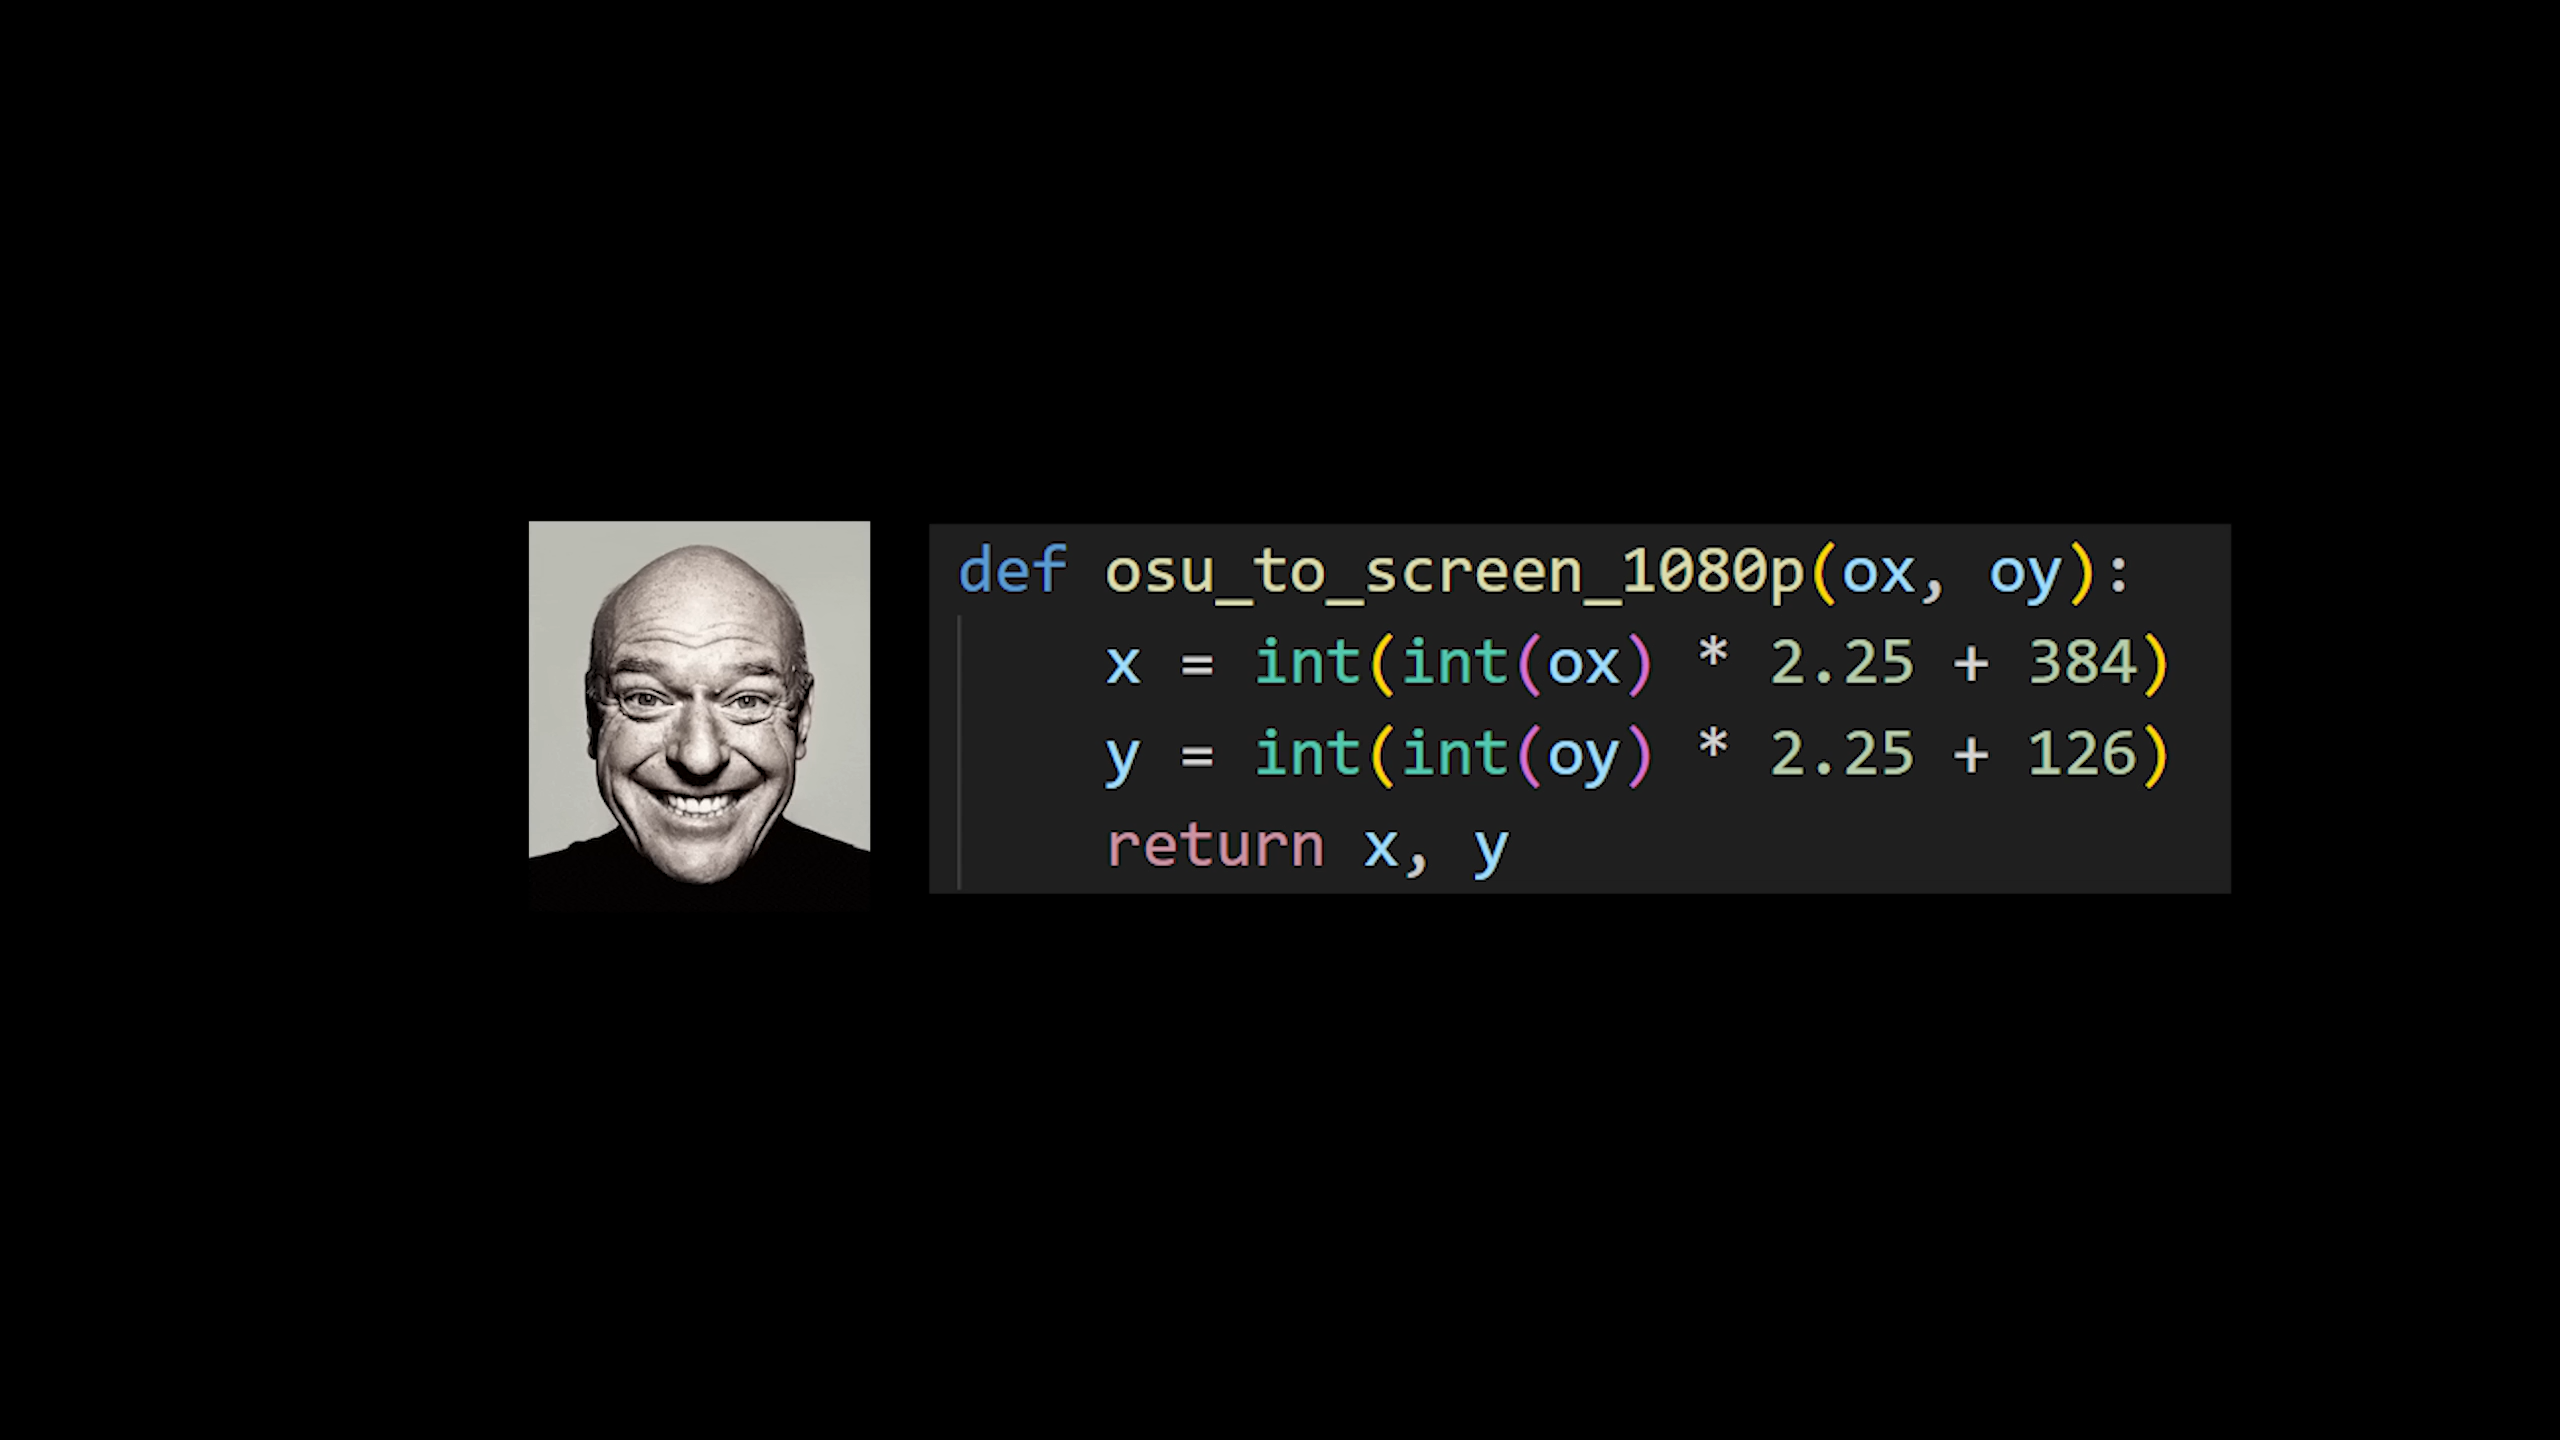 def osu_to_screen_1080p(ox, oy):
    x = int(int(ox) * 2.25 + 384)
    y = int(int(oy) * 2.25 + 126)
    return x, y